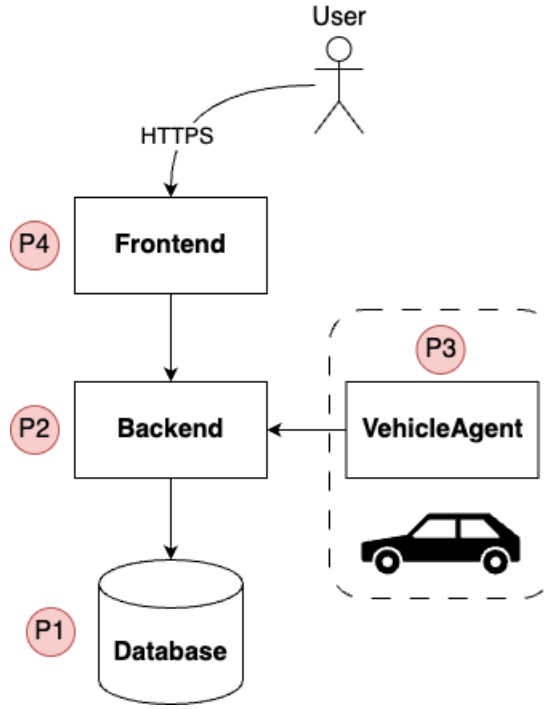 User
HTTPS
P4
Frontend
P3
P2
Backend
VehicleAgent
P1
Database